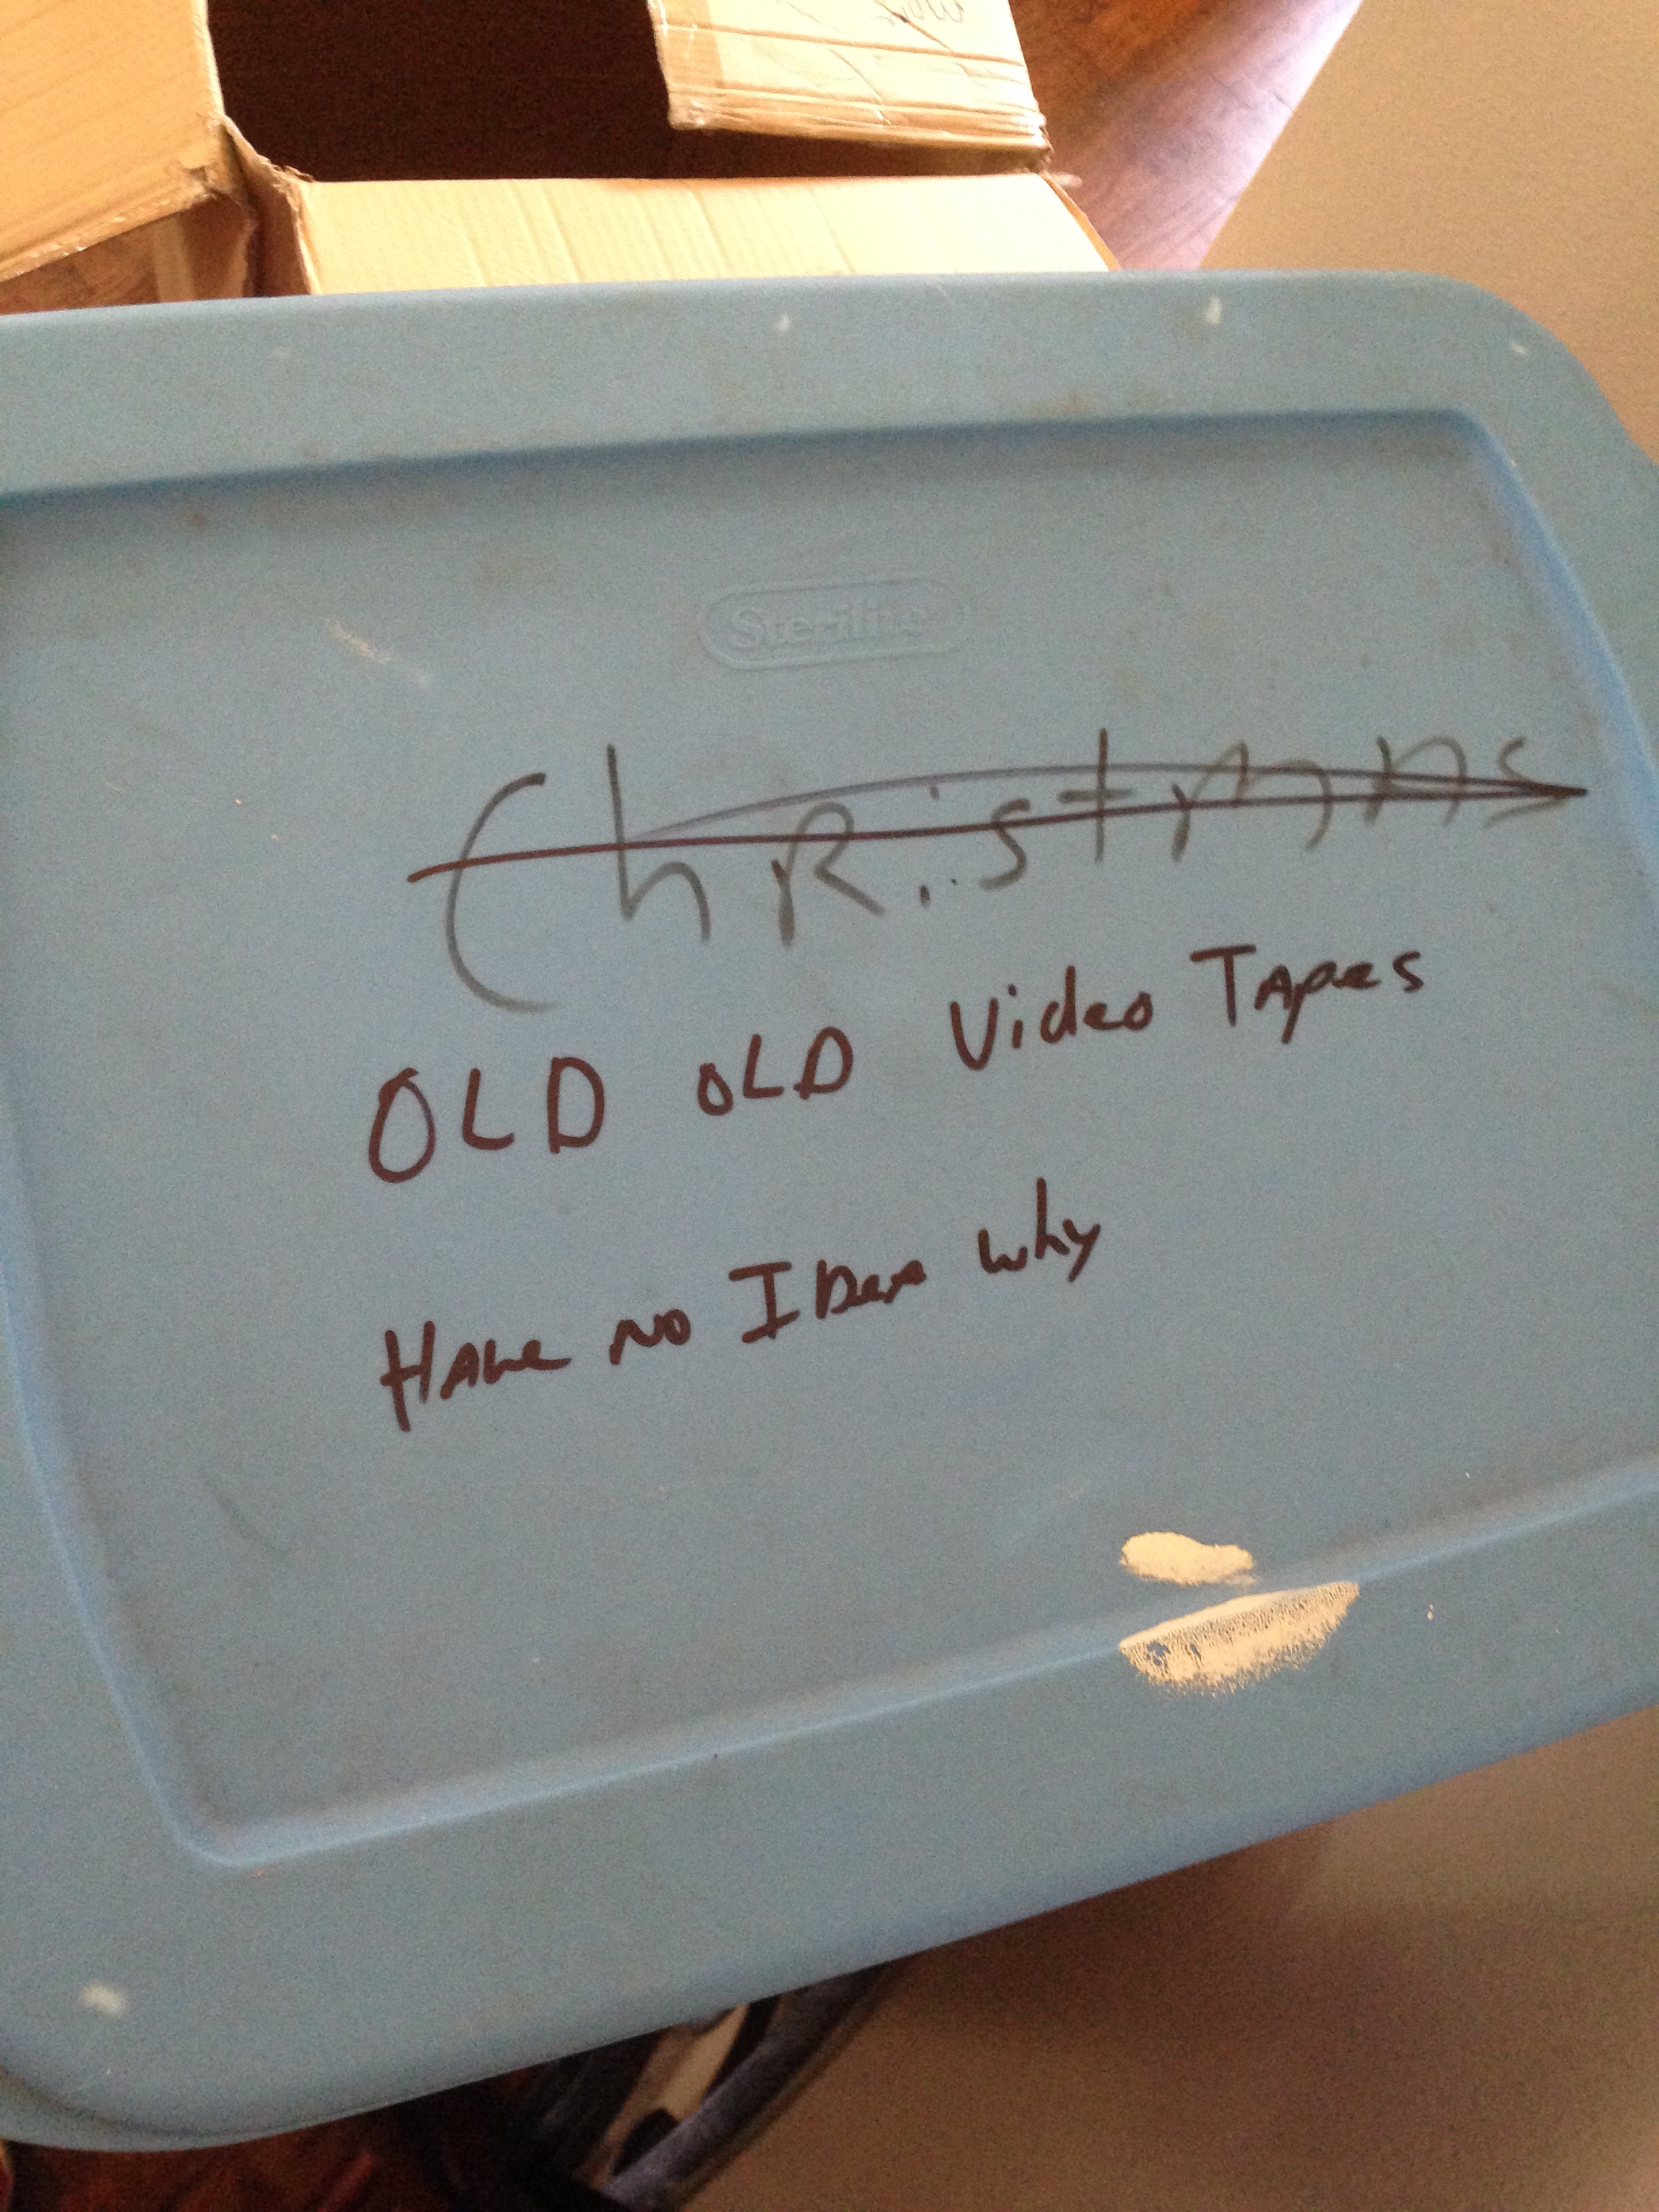 Sterilite
ChRistmas
OLD OLD Video TApes
HAve no IDeA why